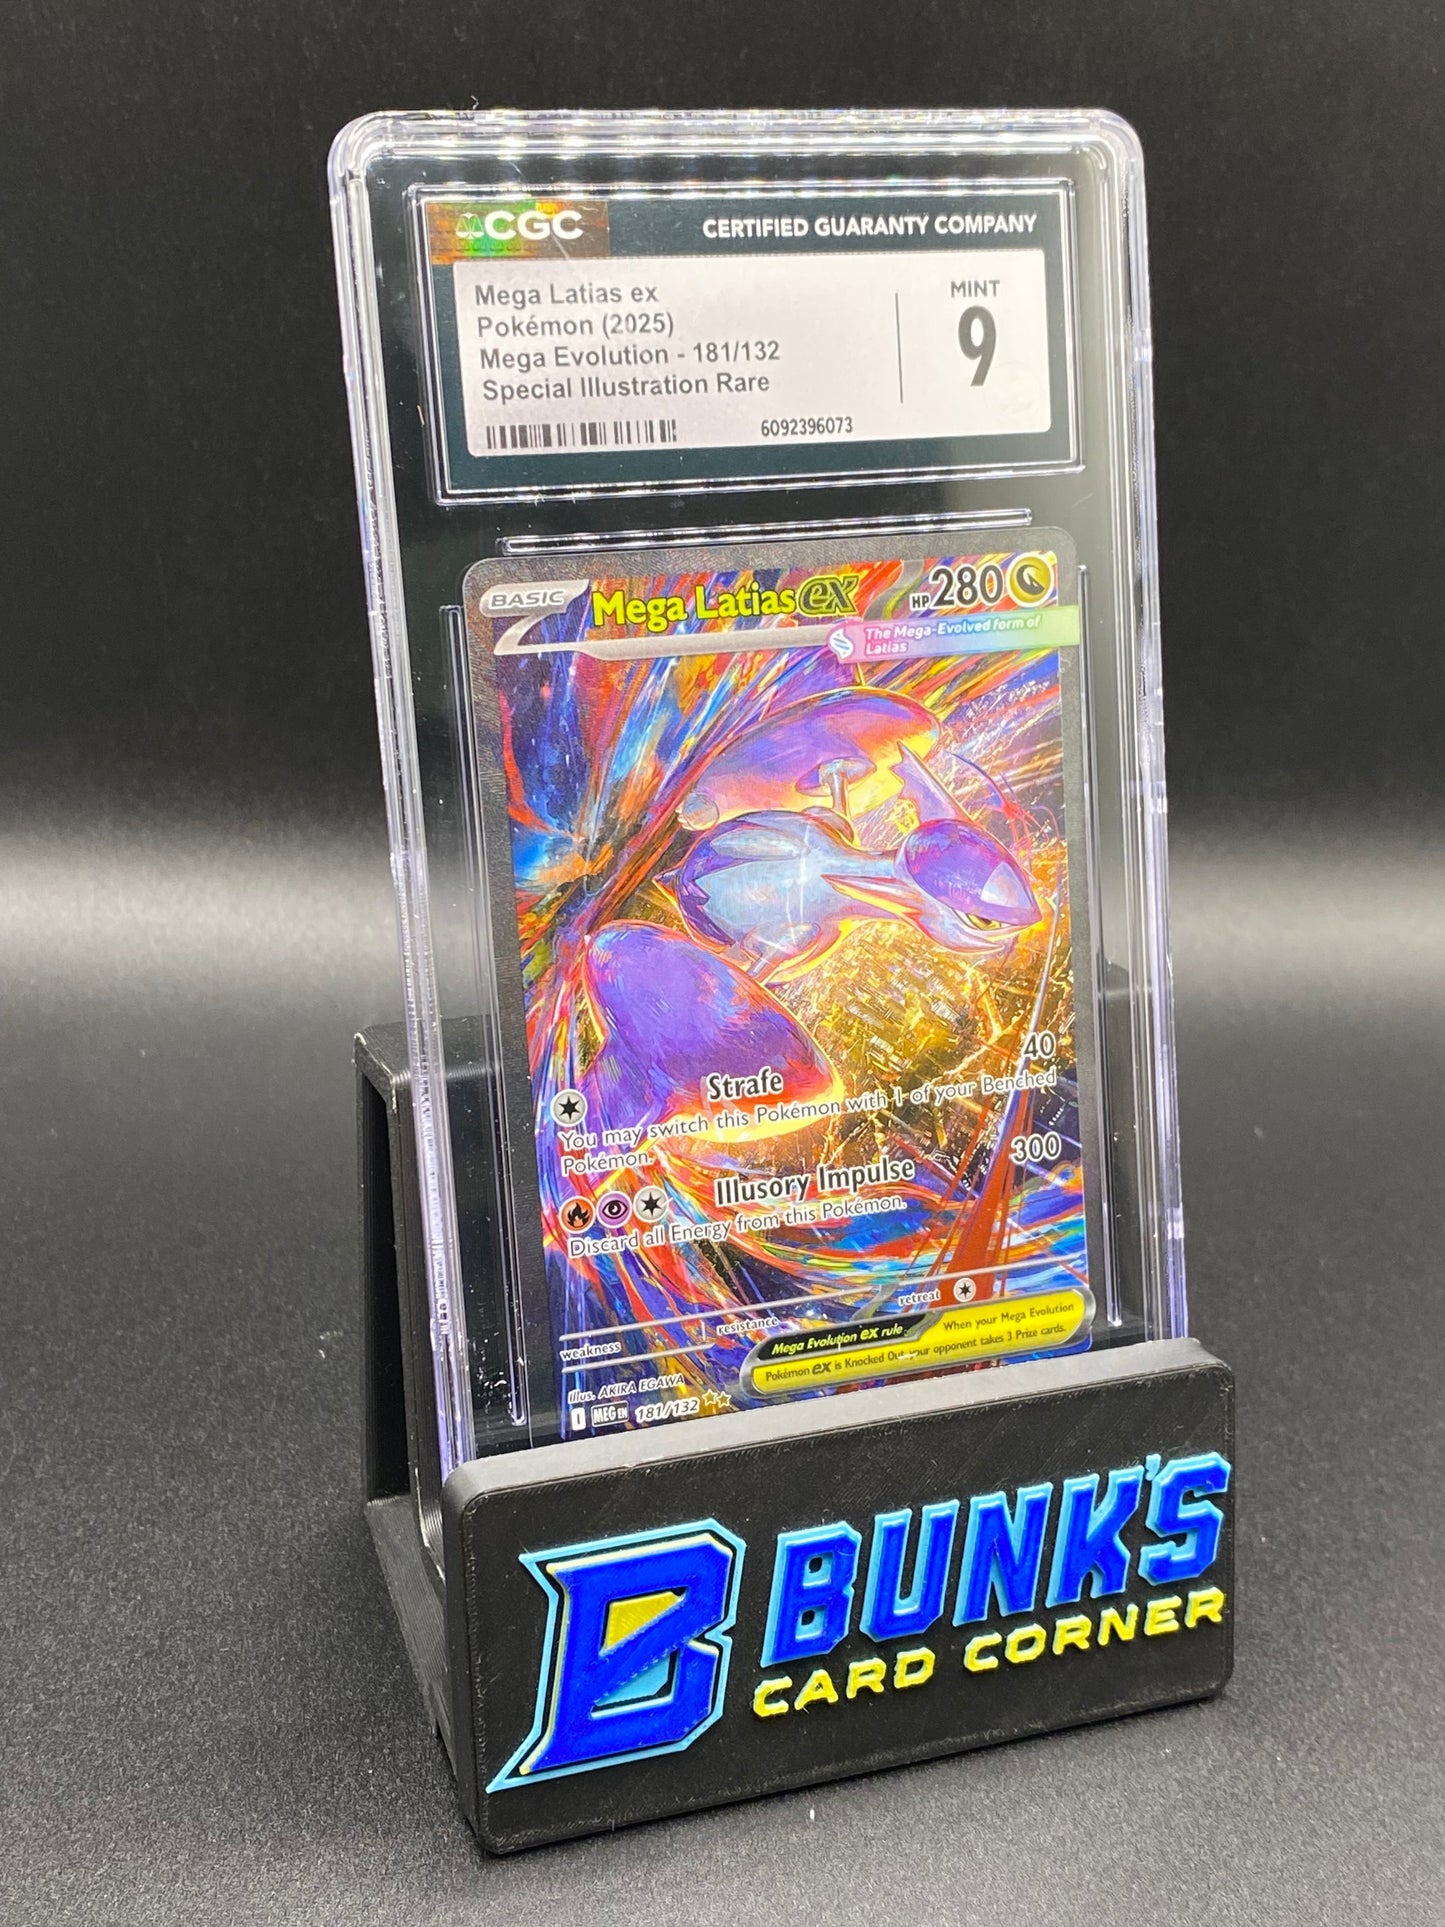 CGC
CERTIFIED GUARANTY COMPANY
Mega Latias ex
Pokémon (2025)
Mega Evolution - 181/132
Special Illustration Rare
MINT
9
6092396073
BASIC
Mega Latias ex
HP 280
The Mega-Evolved form of
Latias
Strafe 40
You may switch this Pokémon with 1 of your Benched
Pokémon.
Illusory Impulse 300
Discard all Energy from this Pokémon.
weakness
resistance
retreat
Mega Evolution ex rule
When your Mega Evolution
Pokémon ex is Knocked Out, your opponent takes 3 Prize cards.
Illus. AKIRA EGAWA
I MEG EN 181/132
B
BUNK'S
CARD CORNER